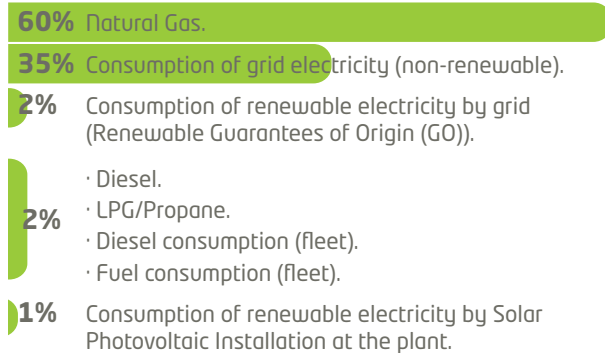 60% Natural Gas.
35% Consumption of grid electricity (non-renewable).
2% Consumption of renewable electricity by grid
(Renewable Guarantees of Origin (GO)).
· Diesel.
· LPG/Propane.
2%
· Diesel consumption (fleet).
· Fuel consumption (fleet).
1% Consumption of renewable electricity by Solar
Photovoltaic Installation at the plant.